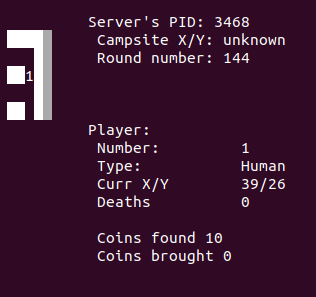 Server's PID: 3468
Campsite X/Y: unknown
Round number: 144
1
Player:
Number: 1
Type: Human
Curr X/Y 39/26
Deaths 0
Coins found 10
Coins brought 0